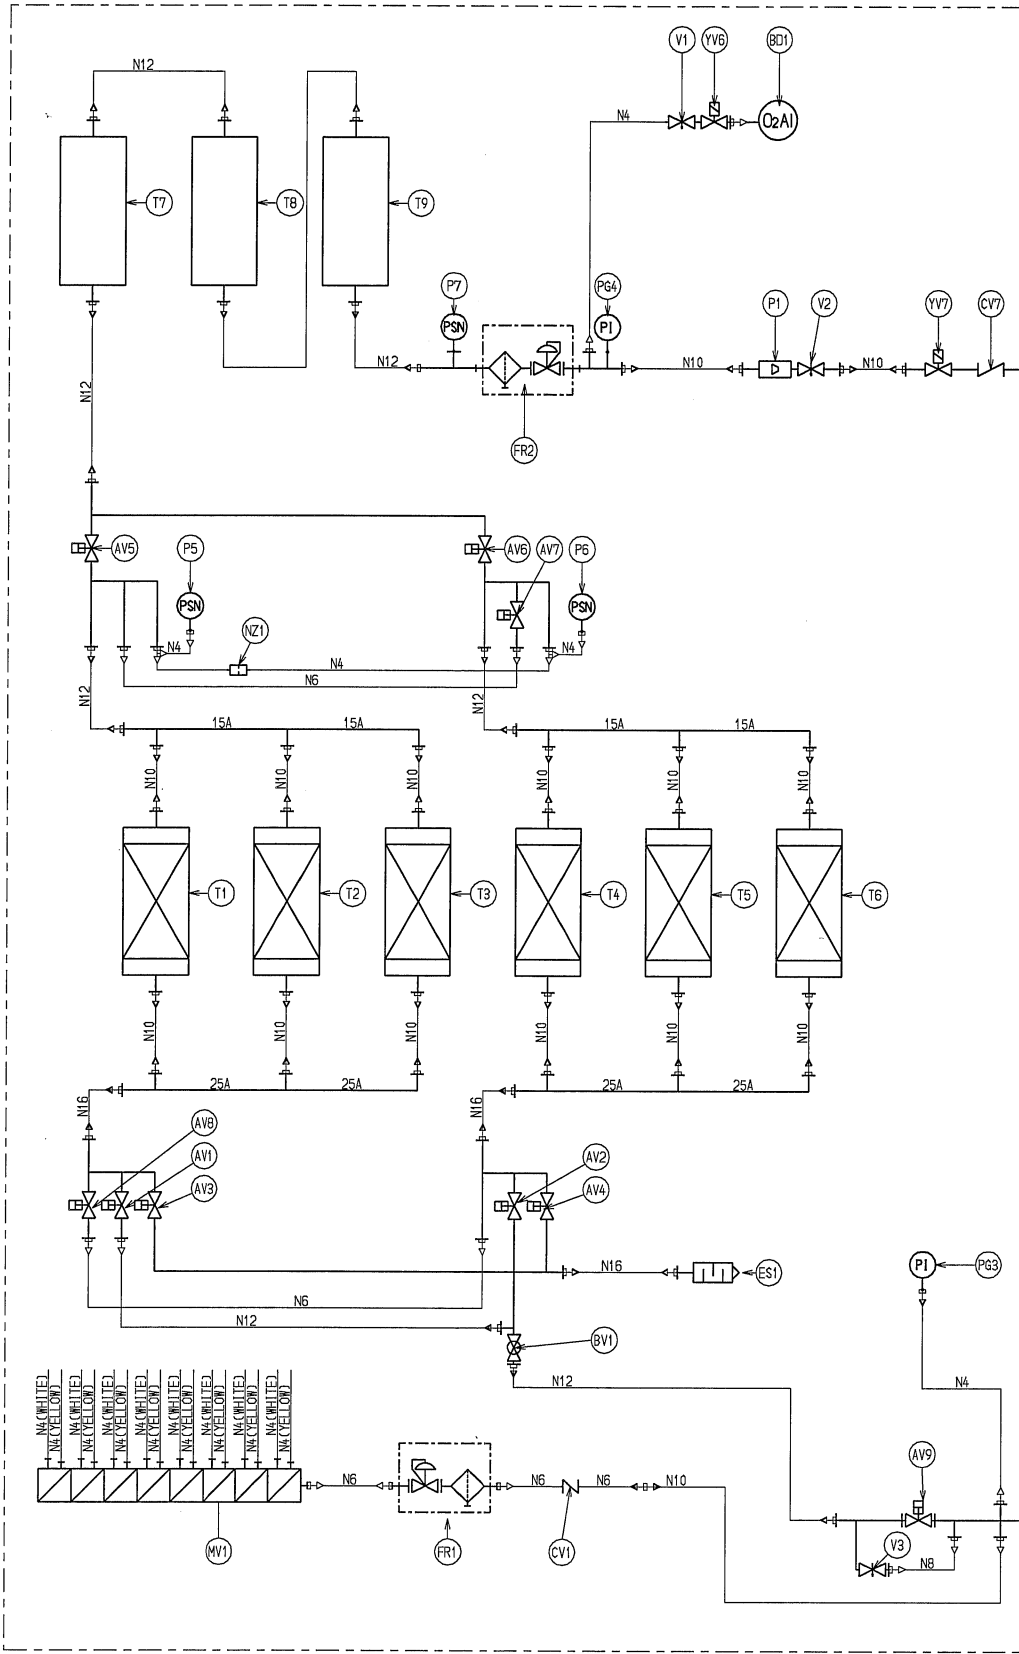 V1 YV6 BD1
N12
N4 O2AI
T7 T8 T9
P7 PG4 P1 V2 YV7 CV7
PSN PI
N12 N10 N10
N12
FR2
AV5 P5 AV6 AV7 P6
PSN PSN
NZ1
N4 N4 N4
N6
N12 N12
15A 15A 15A 15A
N10 N10 N10 N10 N10 N10
T1 T2 T3 T4 T5 T6
N10 N10 N10 N10 N10 N10
25A 25A 25A 25A
N16 N16
AV8
AV1 AV2
AV3 AV4
N16 ES1 PI PG3
N6
N12
BV1
N12 N4
N4(WHITE) N4(YELLOW) N4(WHITE) N4(YELLOW) N4(WHITE) N4(YELLOW) N4(WHITE) N4(YELLOW) N4(WHITE) N4(YELLOW) N4(WHITE) N4(YELLOW) N4(WHITE) N4(YELLOW) N4(WHITE) N4(YELLOW)
AV9
N6 N6 N6 N10
MV1 FR1 CV1 V3
N8